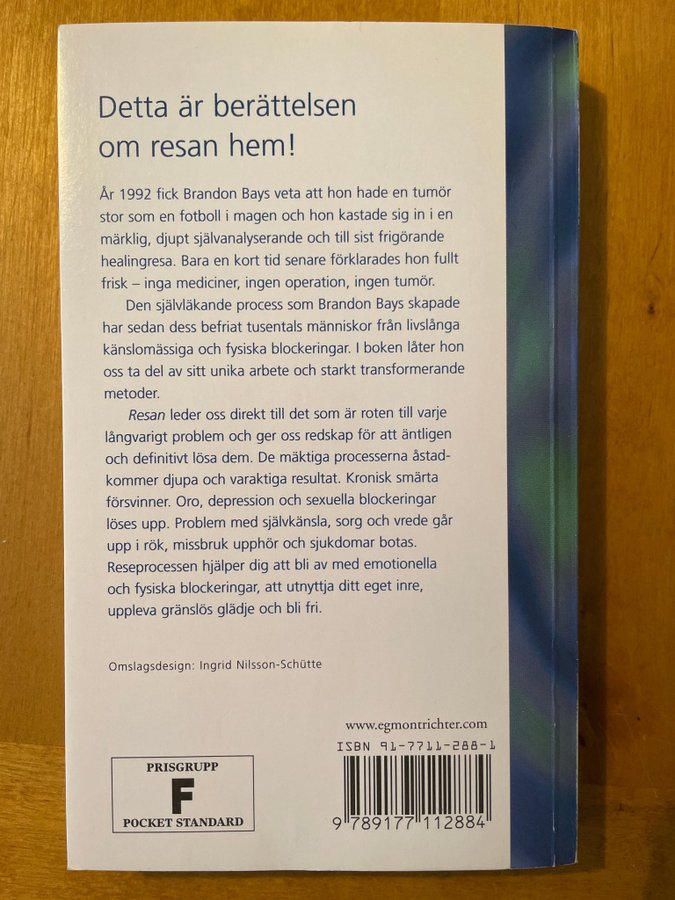 Detta är berättelsen
om resan hem!
År 1992 fick Brandon Bays veta att hon hade en tumör
stor som en fotboll i magen och hon kastade sig in i en
märklig, djupt självanalyserande och till sist frigörande
healingresa. Bara en kort tid senare förklarades hon fullt
frisk – inga mediciner, ingen operation, ingen tumör.
Den självläkande process som Brandon Bays skapade
har sedan dess befriat tusentals människor från livslånga
känslomässiga och fysiska blockeringar. I boken låter hon
oss ta del av sitt unika arbete och starkt transformerande
metoder.
Resan leder oss direkt till det som är roten till varje
långvarigt problem och ger oss redskap för att äntligen
och definitivt lösa dem. De mäktiga processerna åstad-
kommer djupa och varaktiga resultat. Kronisk smärta
försvinner. Oro, depression och sexuella blockeringar
löses upp. Problem med självkänsla, sorg och vrede går
upp i rök, missbruk upphör och sjukdomar botas.
Reseprocessen hjälper dig att bli av med emotionella
och fysiska blockeringar, att utnyttja ditt eget inre,
uppleva gränslös glädje och bli fri.
Omslagsdesign: Ingrid Nilsson-Schütte
www.egmontrichter.com
ISBN 91-7711-288-1
9 789177 112884
PRISGRUPP
F
POCKET STANDARD